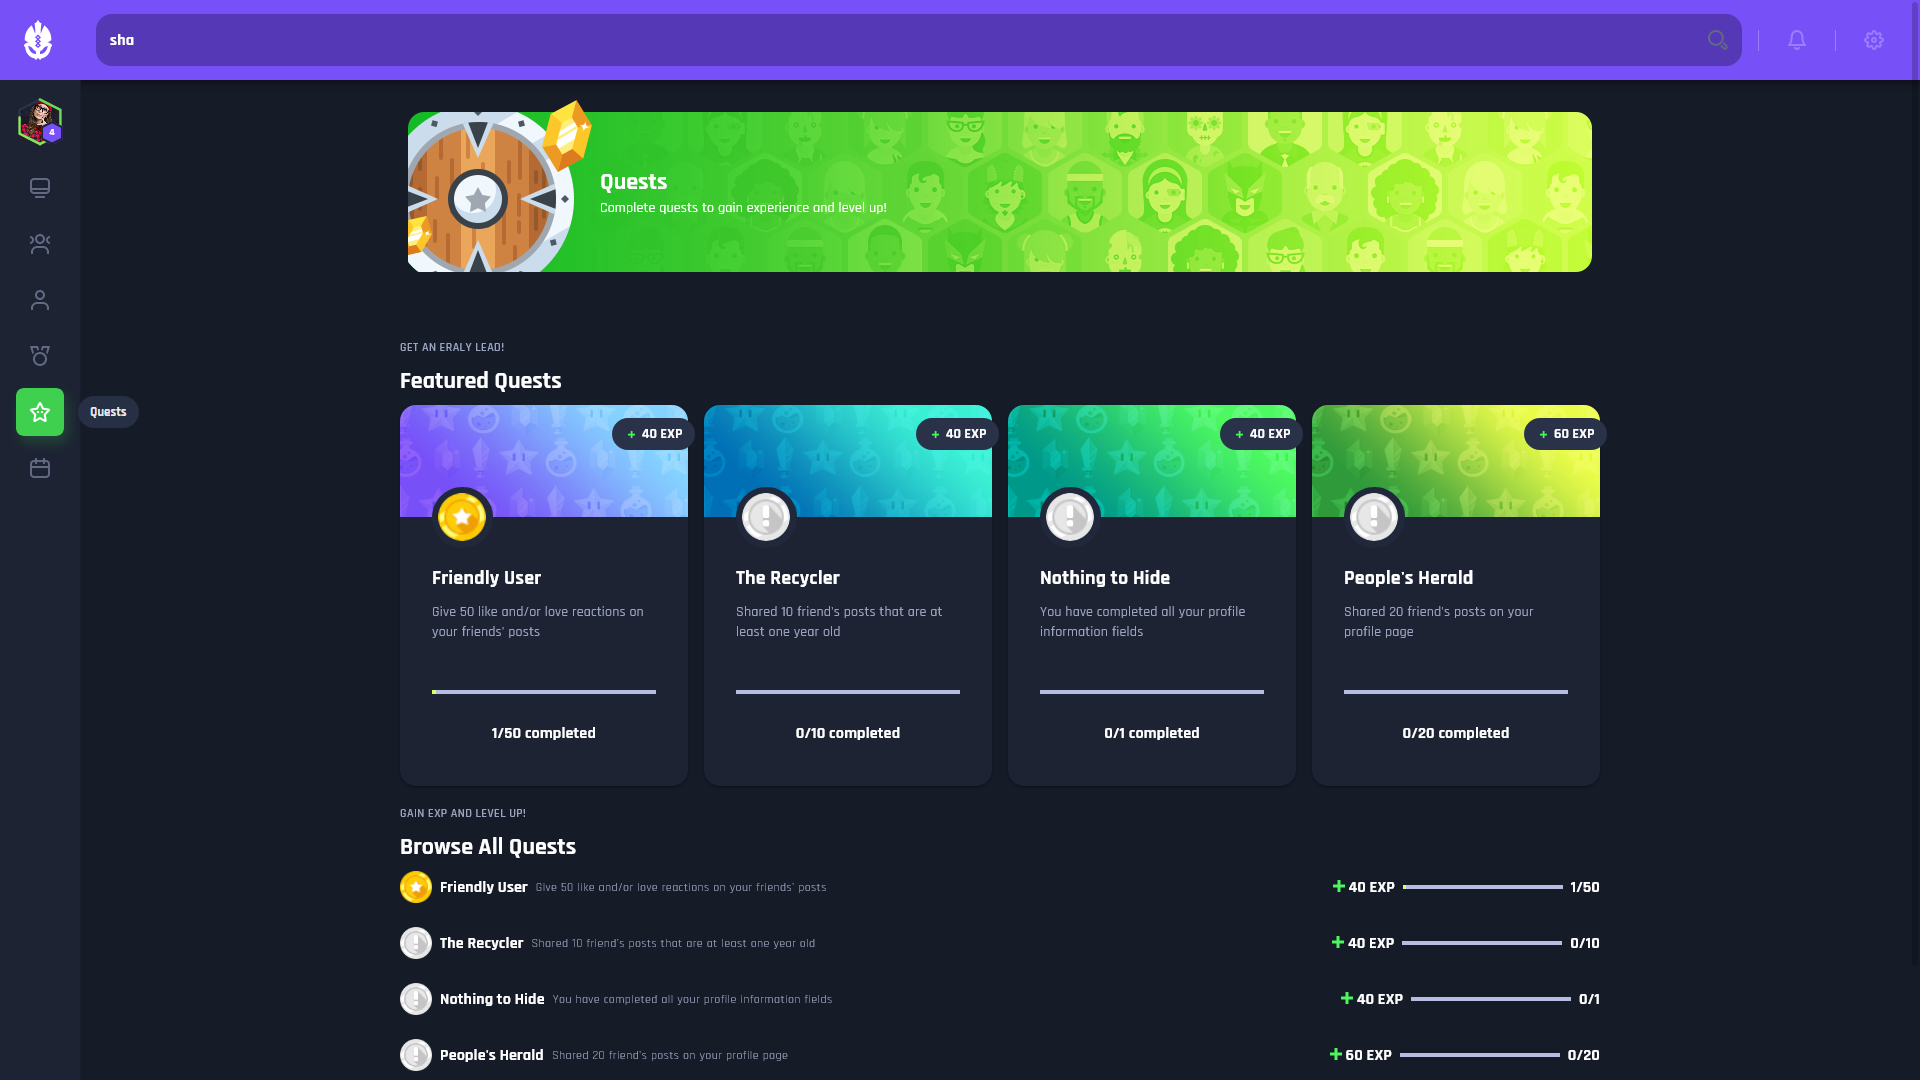 sha
4
Quests
Complete quests to gain experience and level up!
GET AN ERALY LEAD!
Featured Quests
Quests
+ 40 EXP
Friendly User
Give 50 like and/or love reactions on
your friends' posts
1/50 completed
+ 40 EXP
The Recycler
Shared 10 friend's posts that are at
least one year old
0/10 completed
+ 40 EXP
Nothing to Hide
You have completed all your profile
information fields
0/1 completed
+ 60 EXP
People's Herald
Shared 20 friend's posts on your
profile page
0/20 completed
GAIN EXP AND LEVEL UP!
Browse All Quests
Friendly User Give 50 like and/or love reactions on your friends' posts + 40 EXP 1/50
The Recycler Shared 10 friend's posts that are at least one year old + 40 EXP 0/10
Nothing to Hide You have completed all your profile information fields + 40 EXP 0/1
People's Herald Shared 20 friend's posts on your profile page + 60 EXP 0/20